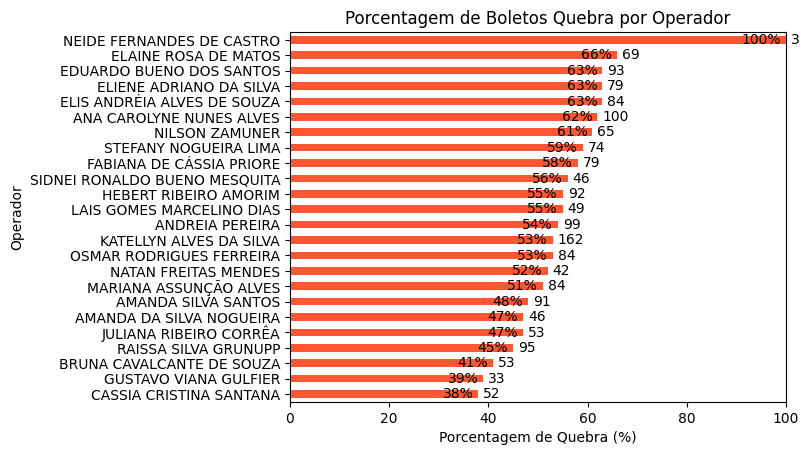 Porcentagem de Boletos Quebra por Operador
NEIDE FERNANDES DE CASTRO 100% 3
ELAINE ROSA DE MATOS 66% 69
EDUARDO BUENO DOS SANTOS 63% 93
ELIENE ADRIANO DA SILVA 63% 79
ELIS ANDRÉIA ALVES DE SOUZA 63% 84
ANA CAROLYNE NUNES ALVES 62% 100
NILSON ZAMUNER 61% 65
STEFANY NOGUEIRA LIMA 59% 74
FABIANA DE CÁSSIA PRIORE 58% 79
SIDNEI RONALDO BUENO MESQUITA 56% 46
HEBERT RIBEIRO AMORIM 55% 92
LAIS GOMES MARCELINO DIAS 55% 49
ANDREIA PEREIRA 54% 99
KATELLYN ALVES DA SILVA 53% 162
OSMAR RODRIGUES FERREIRA 53% 84
NATAN FREITAS MENDES 52% 42
MARIANA ASSUNÇÃO ALVES 51% 84
AMANDA SILVA SANTOS 48% 91
AMANDA DA SILVA NOGUEIRA 47% 46
JULIANA RIBEIRO CORRÊA 47% 53
RAISSA SILVA GRUNUPP 45% 95
BRUNA CAVALCANTE DE SOUZA 41% 53
GUSTAVO VIANA GULFIER 39% 33
CASSIA CRISTINA SANTANA 38% 52
Operador
0 20 40 60 80 100
Porcentagem de Quebra (%)